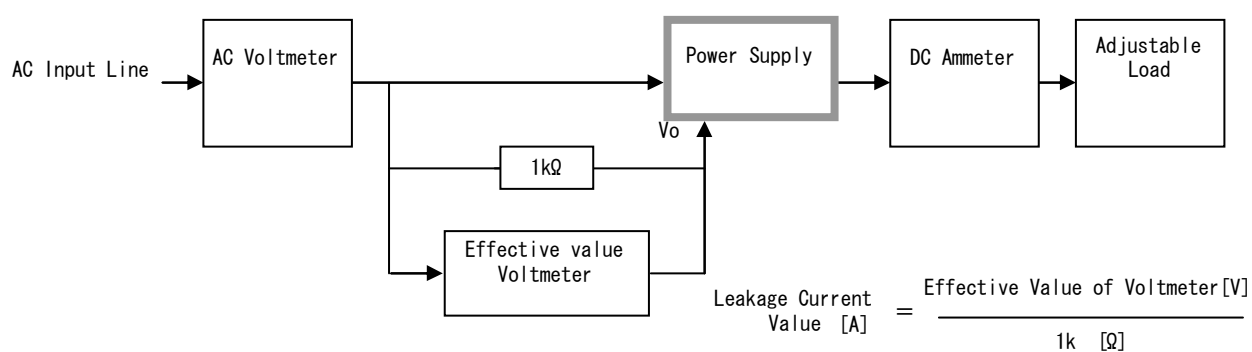 AC Input Line
AC Voltmeter
Power Supply
DC Ammeter
Adjustable
Load
Vo
1kΩ
Effective value
Voltmeter
Leakage Current
Value [A]
=
Effective Value of Voltmeter[V]
1k [Ω]